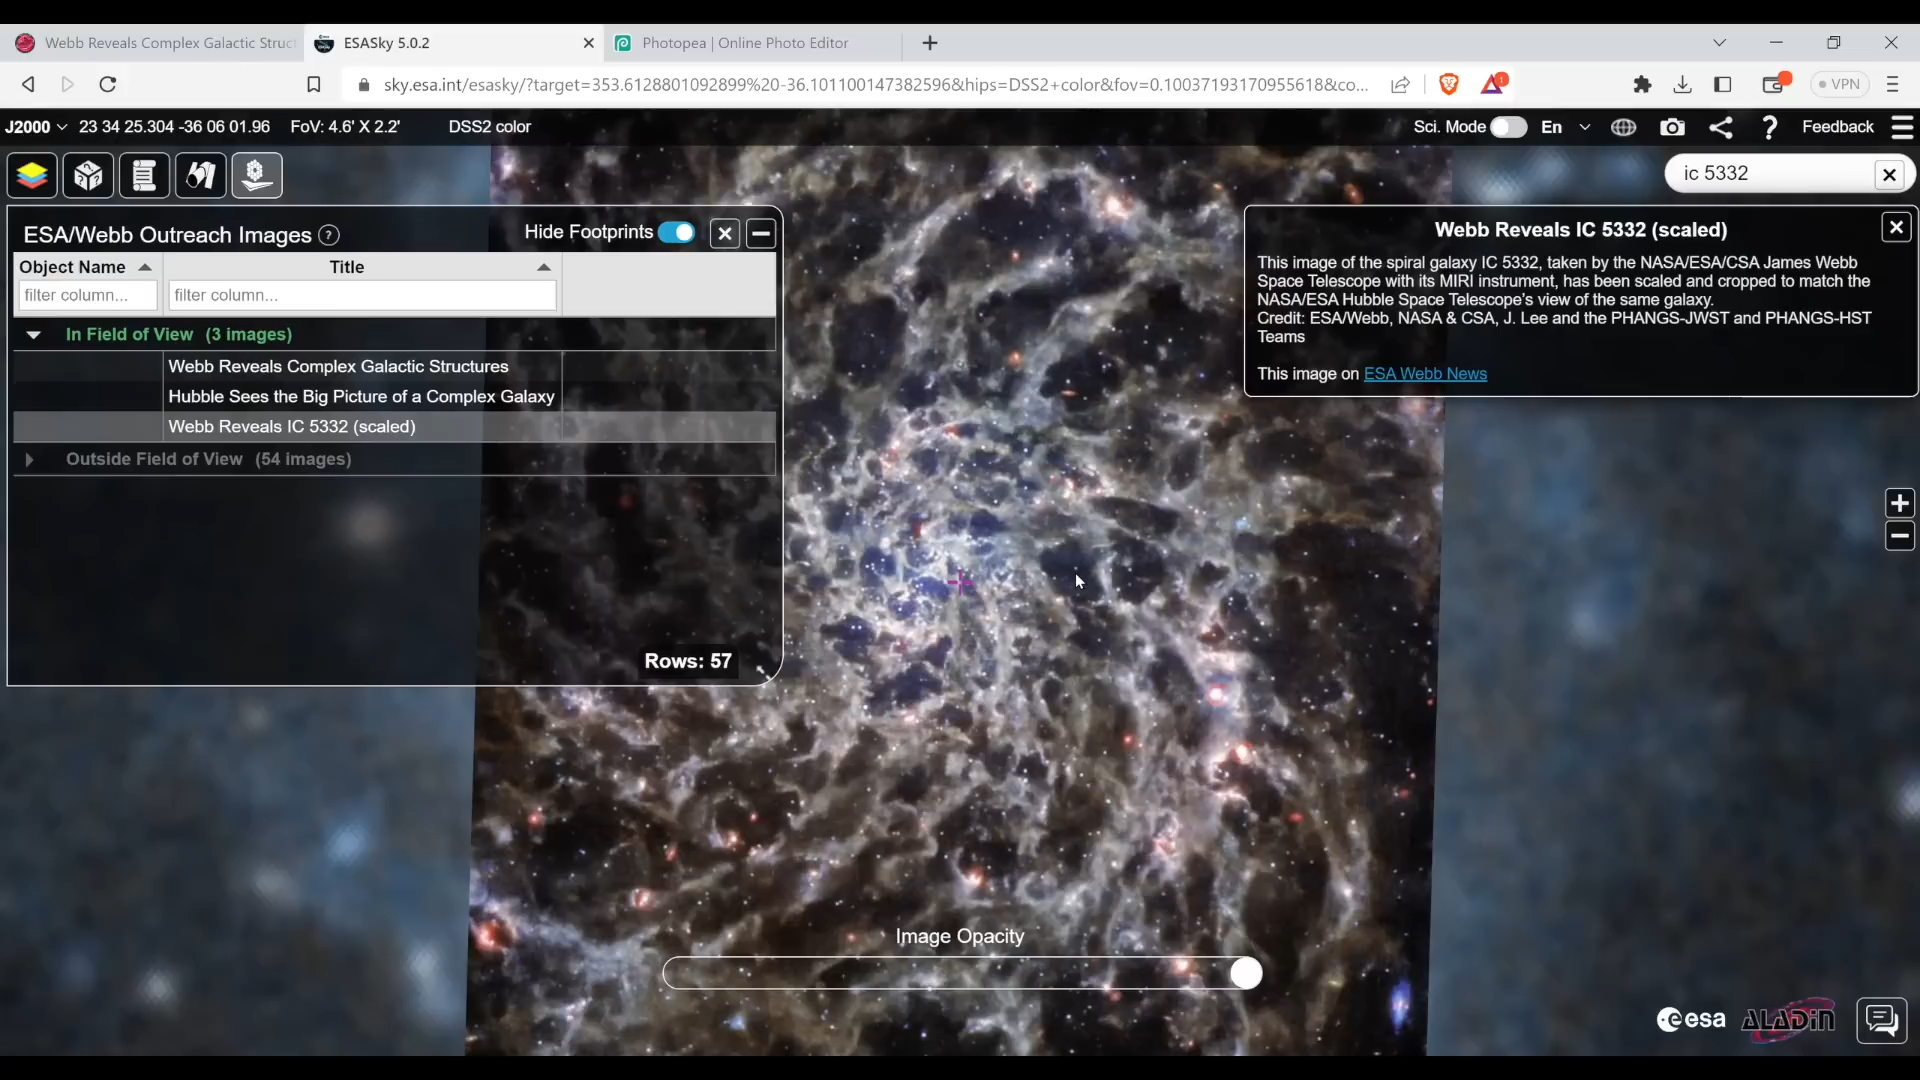 Webb Reveals Complex Galactic Struct
ESASky 5.0.2
Photopea | Online Photo Editor
sky.esa.int/esasky/?target=353.6128801092899%20-36.101100147382596&hips=DSS2+color&fov=0.10037193170955618&co...
1
VPN
J2000 23 34 25.304 -36 06 01.96 FoV: 4.6' X 2.2' DSS2 color
Sci. Mode En Feedback
ic 5332
ESA/Webb Outreach Images ?
Hide Footprints
Object Name Title
filter column... filter column...
In Field of View (3 images)
Webb Reveals Complex Galactic Structures
Hubble Sees the Big Picture of a Complex Galaxy
Webb Reveals IC 5332 (scaled)
Outside Field of View (54 images)
Rows: 57
Webb Reveals IC 5332 (scaled)
This image of the spiral galaxy IC 5332, taken by the NASA/ESA/CSA James Webb
Space Telescope with its MIRI instrument, has been scaled and cropped to match the
NASA/ESA Hubble Space Telescope's view of the same galaxy.
Credit: ESA/Webb, NASA & CSA, J. Lee and the PHANGS-JWST and PHANGS-HST
Teams
This image on ESA Webb News
Image Opacity
esa ALADIN